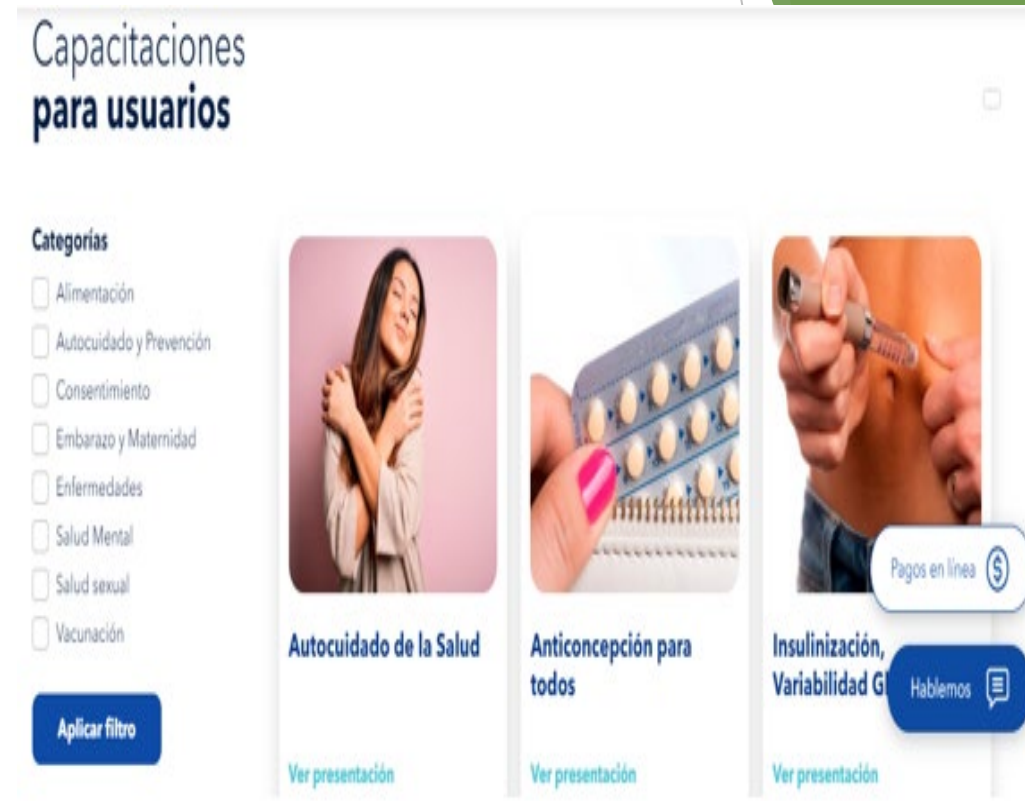 Capacitaciones
para usuarios
Categorías
Alimentación
Autocuidado y Prevención
Consentimiento
Embarazo y Maternidad
Enfermedades
Salud Mental
Salud sexual
Vacunación
Aplicar filtro
Autocuidado de la Salud
Ver presentación
Anticoncepción para
todos
Ver presentación
Insulinización,
Variabilidad
Ver presentación
Pagos en línea
Hablemos